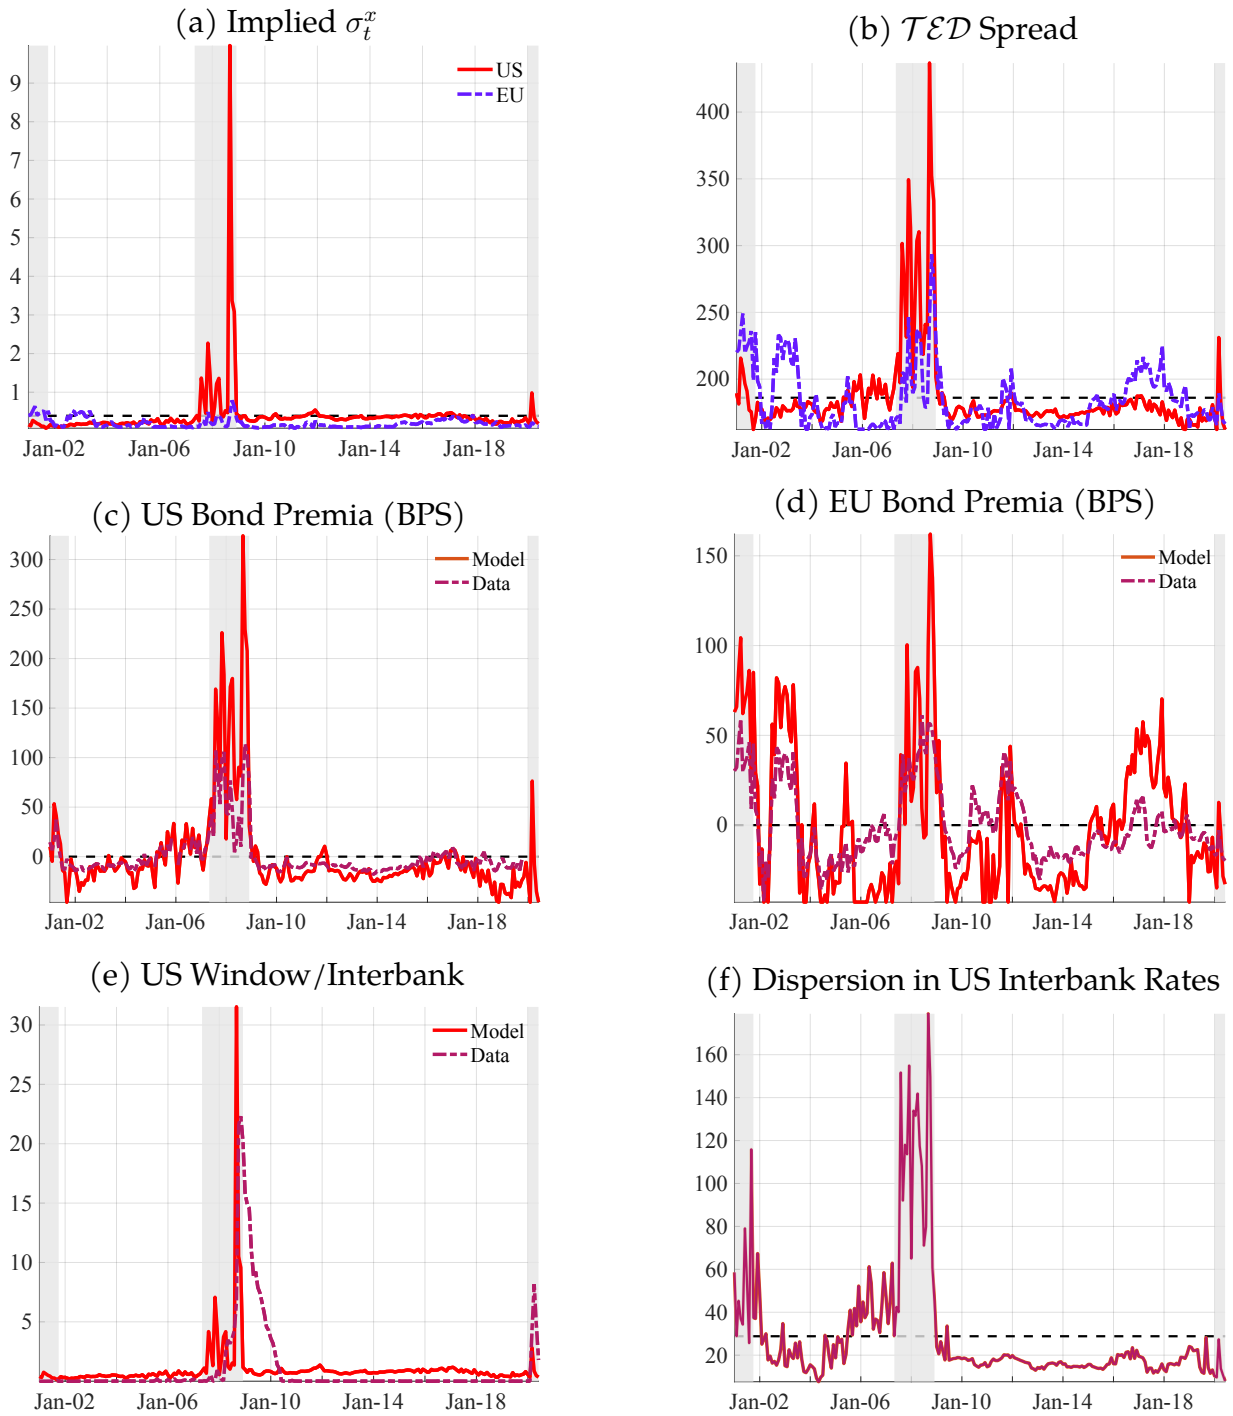 (a) Implied σ_t^x
9
8
7
6
5
4
3
2
1
US
EU
Jan-02 Jan-06 Jan-10 Jan-14 Jan-18
(b) TED Spread
400
350
300
250
200
Jan-02 Jan-06 Jan-10 Jan-14 Jan-18
(c) US Bond Premia (BPS)
300
250
200
150
100
50
0
Model
Data
Jan-02 Jan-06 Jan-10 Jan-14 Jan-18
(d) EU Bond Premia (BPS)
150
100
50
0
Model
Data
Jan-02 Jan-06 Jan-10 Jan-14 Jan-18
(e) US Window/Interbank
30
25
20
15
10
5
Model
Data
Jan-02 Jan-06 Jan-10 Jan-14 Jan-18
(f) Dispersion in US Interbank Rates
160
140
120
100
80
60
40
20
Jan-02 Jan-06 Jan-10 Jan-14 Jan-18